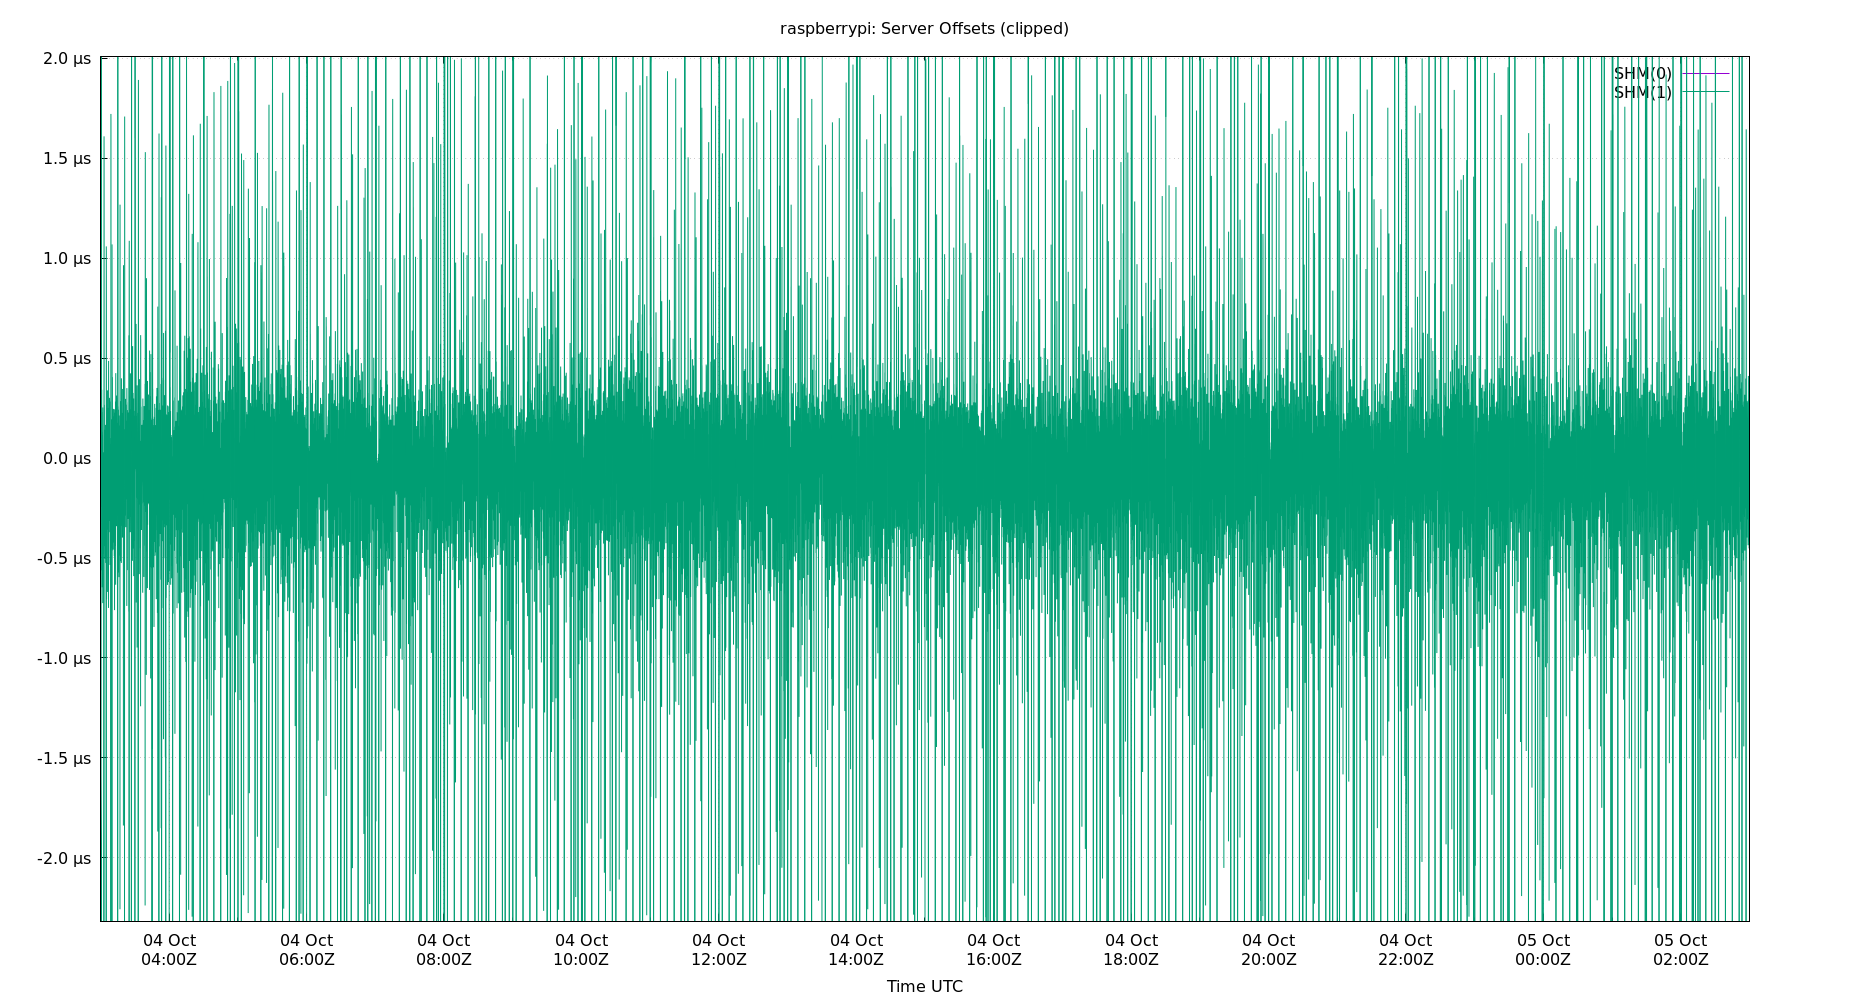 raspberrypi: Server Offsets (clipped)
2.0 µs
1.5 µs
1.0 µs
0.5 µs
0.0 µs
-0.5 µs
-1.0 µs
-1.5 µs
-2.0 µs
SHM(0)
SHM(1)
04 Oct 04 Oct 04 Oct 04 Oct 04 Oct 04 Oct 04 Oct 04 Oct 04 Oct 04 Oct 05 Oct 05 Oct
04:00Z 06:00Z 08:00Z 10:00Z 12:00Z 14:00Z 16:00Z 18:00Z 20:00Z 22:00Z 00:00Z 02:00Z
Time UTC